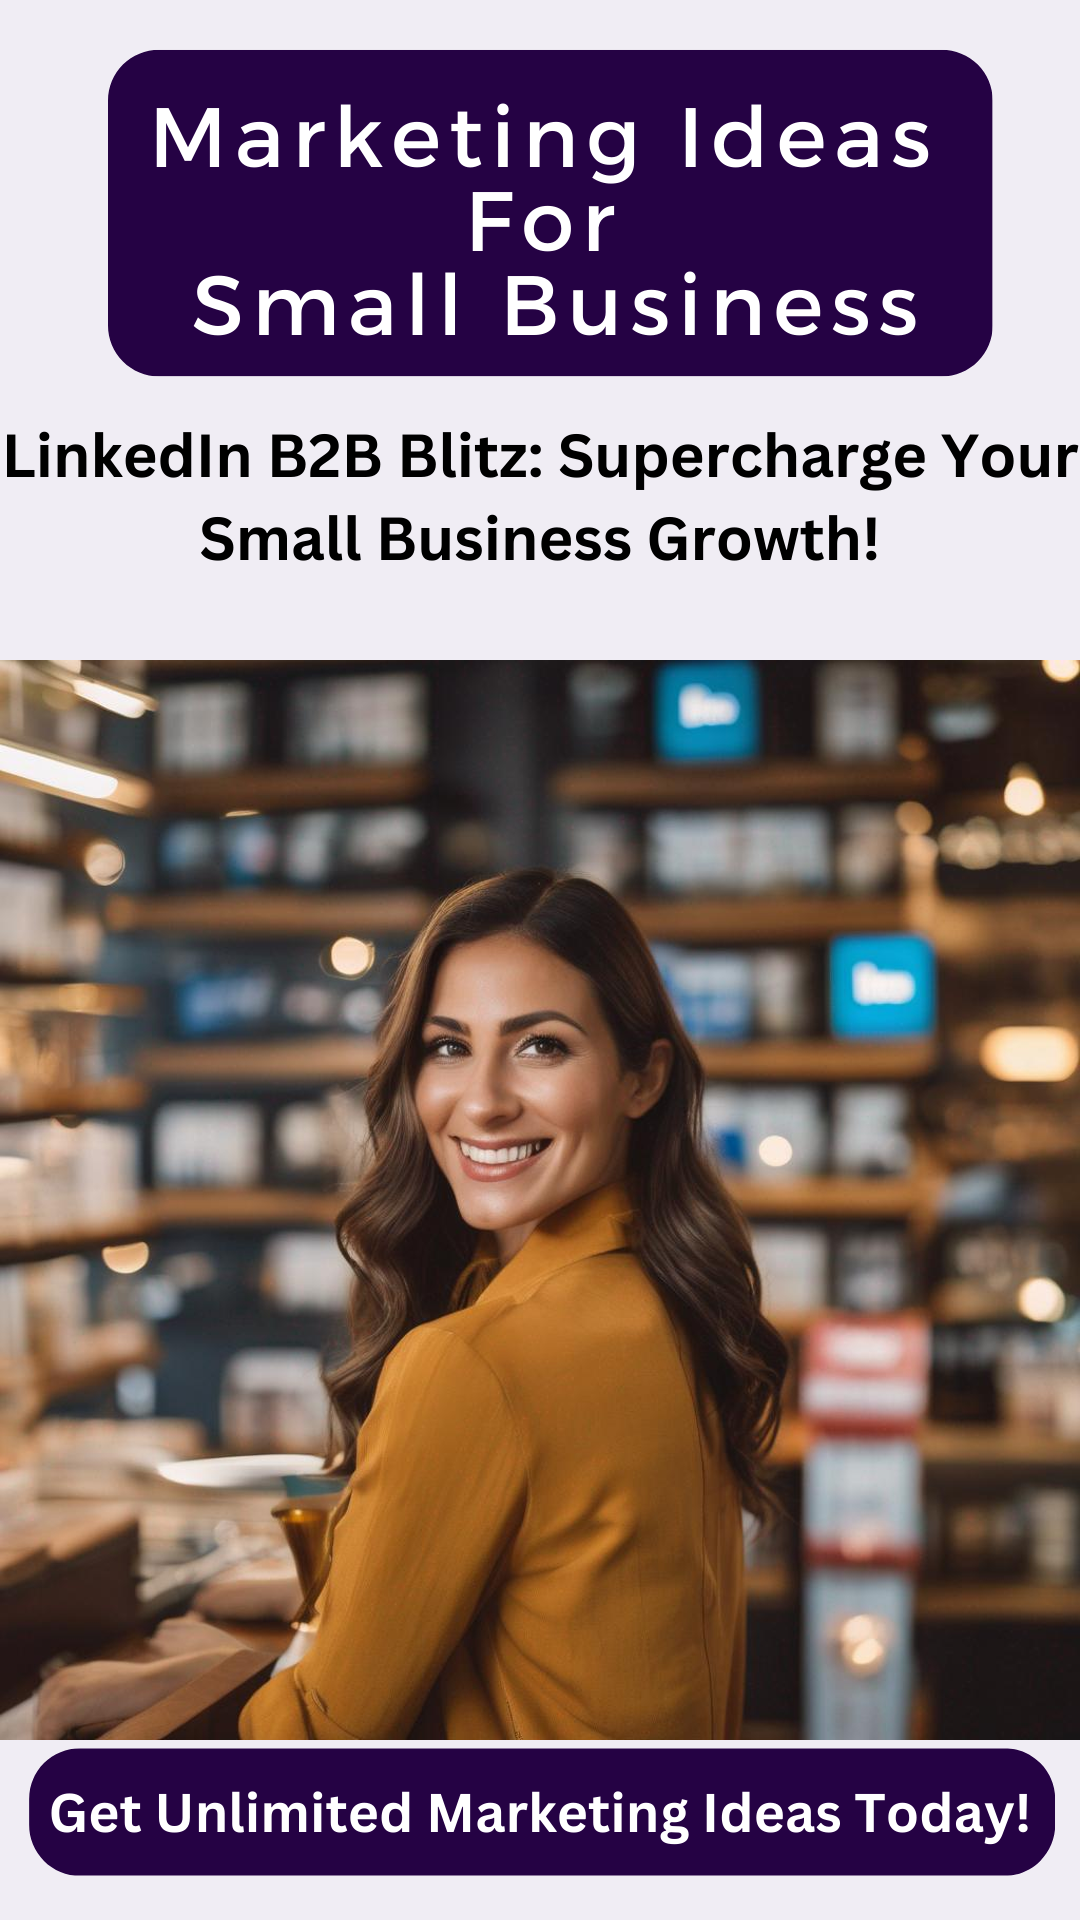 Marketing Ideas
For
Small Business
LinkedIn B2B Blitz: Supercharge Your
Small Business Growth!
Get Unlimited Marketing Ideas Today!